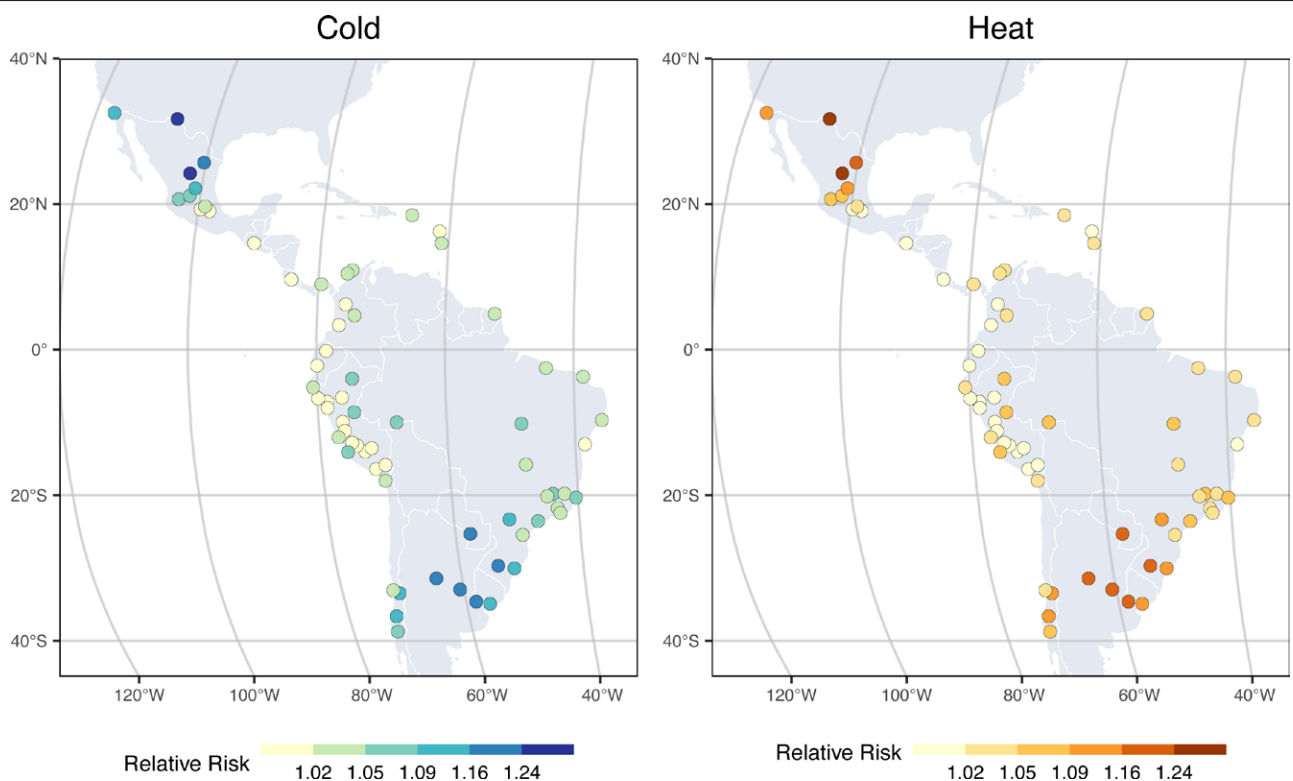 Cold Heat
40°N 40°N
20°N 20°N
0° 0°
20°S 20°S
40°S 40°S
120°W 100°W 80°W 60°W 40°W 120°W 100°W 80°W 60°W 40°W
Relative Risk Relative Risk
1.02 1.05 1.09 1.16 1.24 1.02 1.05 1.09 1.16 1.24